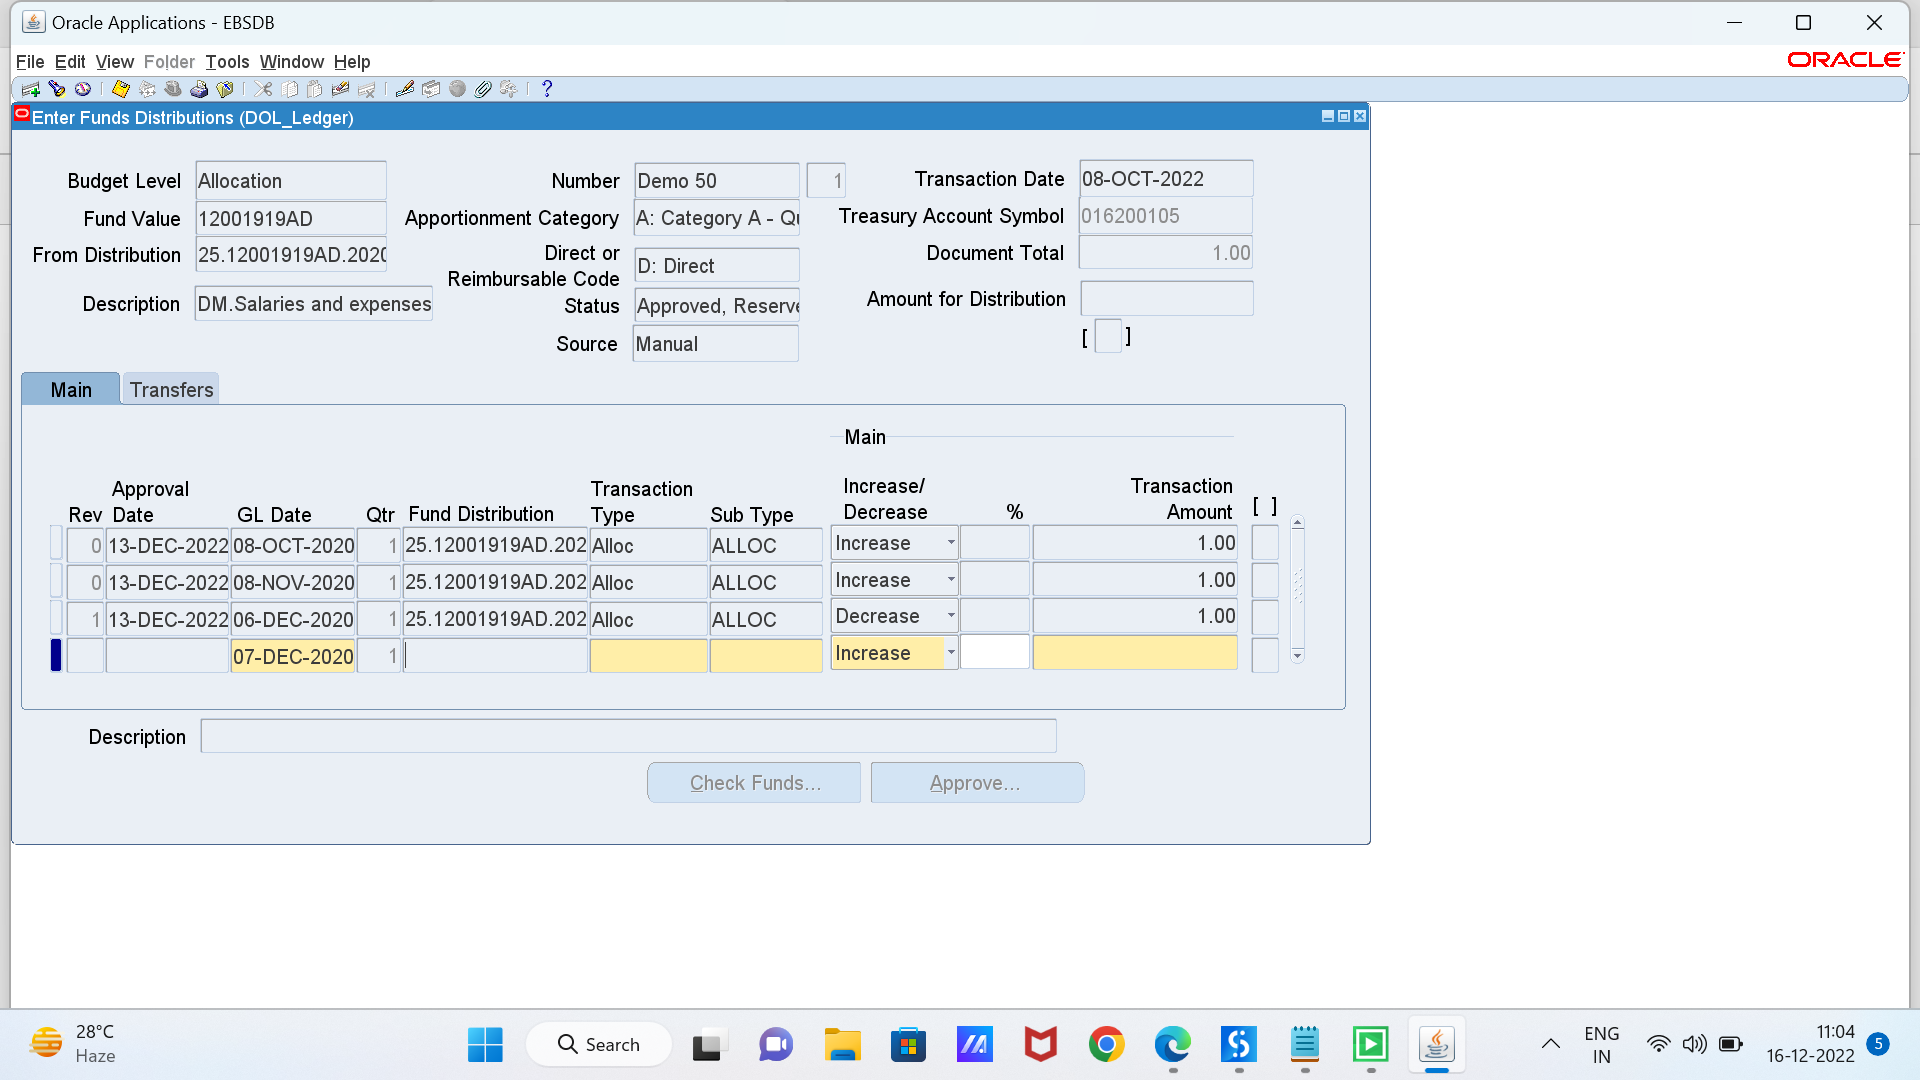 Oracle Applications - EBSDB
File Edit View Folder Tools Window Help
ORACLE
Enter Funds Distributions (DOL_Ledger)
Budget Level Allocation
Number Demo 50 1
Transaction Date 08-OCT-2022
Fund Value 12001919AD
Apportionment Category A: Category A - Qu
Treasury Account Symbol 016200105
From Distribution 25.12001919AD.2020
Direct or
Reimbursable Code D: Direct
Document Total 1.00
Description DM.Salaries and expenses
Status Approved, Reserve
Amount for Distribution
[ ]
Source Manual
Main Transfers
Main
Approval Transaction Increase/ Transaction
Rev Date GL Date Qtr Fund Distribution Type Sub Type Decrease % Amount [ ]
0 13-DEC-2022 08-OCT-2020 1 25.12001919AD.202 Alloc ALLOC Increase 1.00
0 13-DEC-2022 08-NOV-2020 1 25.12001919AD.202 Alloc ALLOC Increase 1.00
1 13-DEC-2022 06-DEC-2020 1 25.12001919AD.202 Alloc ALLOC Decrease 1.00
07-DEC-2020 1 Increase
Description
Check Funds... Approve...
28°C
Haze
Search
ENG
IN
11:04
16-12-2022
5